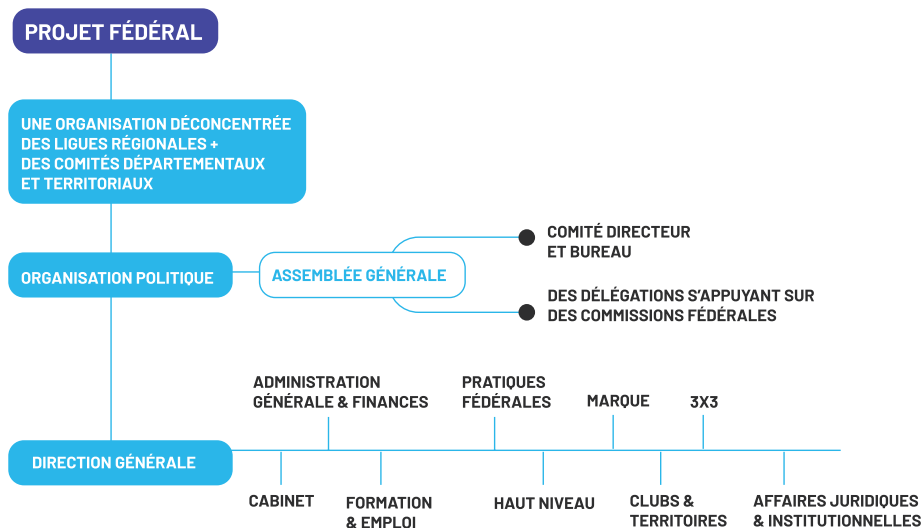 PROJET FÉDÉRAL
UNE ORGANISATION DÉCONCENTRÉE
DES LIGUES RÉGIONALES +
DES COMITÉS DÉPARTEMENTAUX
ET TERRITORIAUX
ORGANISATION POLITIQUE
ASSEMBLÉE GÉNÉRALE
COMITÉ DIRECTEUR
ET BUREAU
DES DÉLÉGATIONS S’APPUYANT SUR
DES COMMISSIONS FÉDÉRALES
DIRECTION GÉNÉRALE
ADMINISTRATION
GÉNÉRALE & FINANCES
PRATIQUES
FÉDÉRALES
MARQUE
3X3
CABINET
FORMATION
& EMPLOI
HAUT NIVEAU
CLUBS &
TERRITOIRES
AFFAIRES JURIDIQUES
& INSTITUTIONNELLES